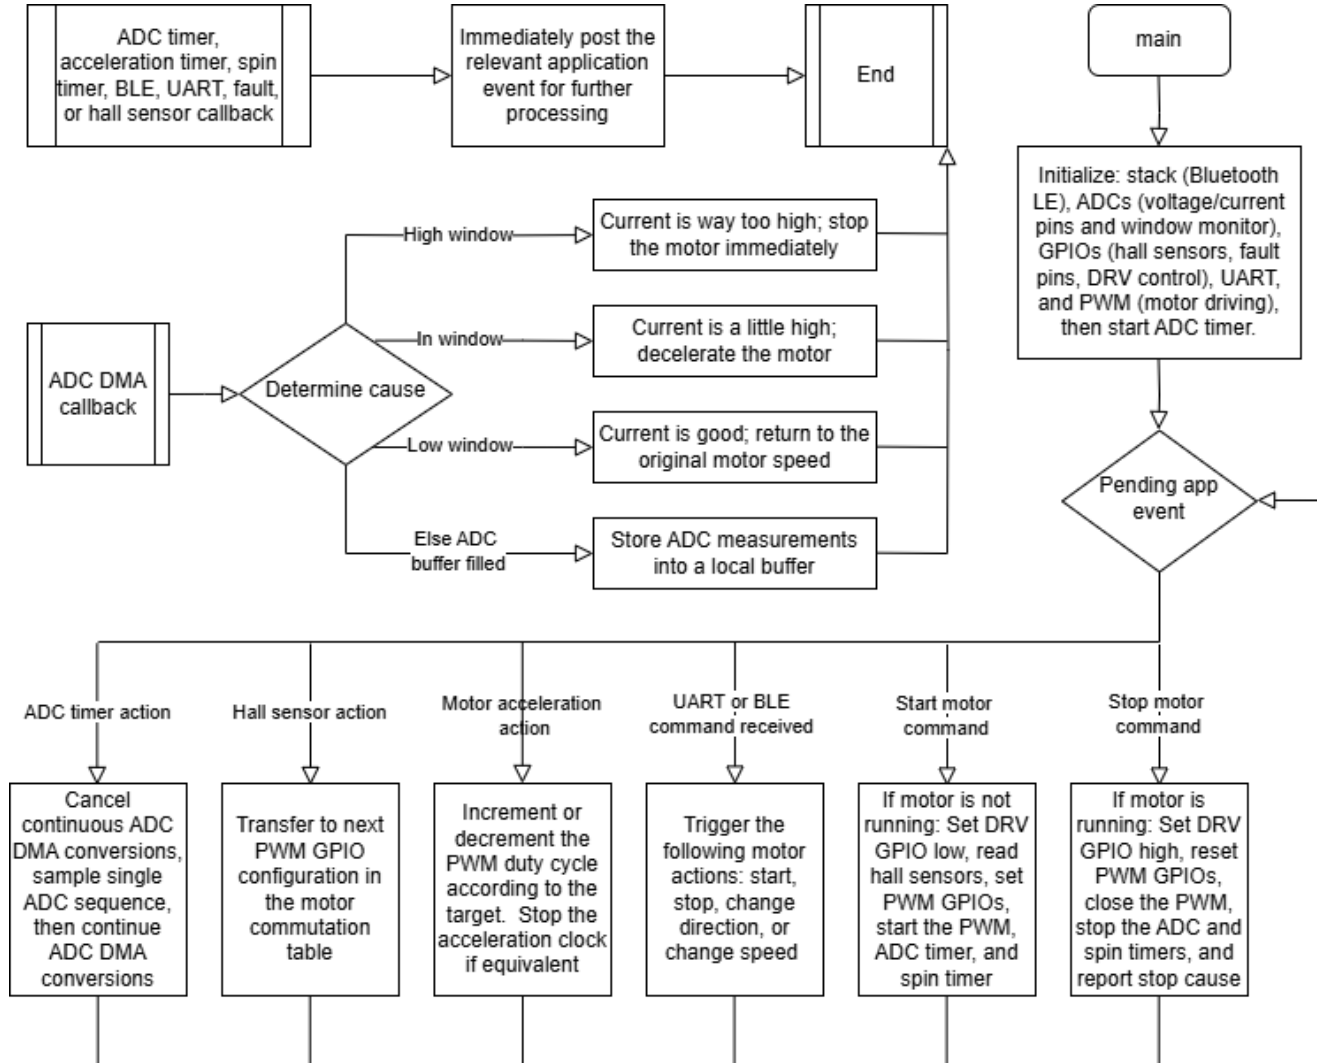 ADC timer,
acceleration timer, spin
timer, BLE, UART, fault,
or hall sensor callback
Immediately post the
relevant application
event for further
processing
End
main
Initialize: stack (Bluetooth
LE), ADCs (voltage/current
pins and window monitor),
GPIOs (hall sensors, fault
pins, DRV control), UART,
and PWM (motor driving),
then start ADC timer.
ADC DMA
callback
Determine cause
High window
Current is way too high; stop
the motor immediately
In window
Current is a little high;
decelerate the motor
Low window
Current is good; return to the
original motor speed
Else ADC
buffer filled
Store ADC measurements
into a local buffer
Pending app
event
ADC timer action
Cancel
continuous ADC
DMA conversions,
sample single
ADC sequence,
then continue
ADC DMA
conversions
Hall sensor action
Transfer to next
PWM GPIO
configuration in
the motor
commutation
table
Motor acceleration
action
Increment or
decrement the
PWM duty cycle
according to the
target. Stop the
acceleration clock
if equivalent
UART or BLE
command received
Trigger the
following motor
actions: start,
stop, change
direction, or
change speed
Start motor
command
If motor is not
running: Set DRV
GPIO low, read
hall sensors, set
PWM GPIOs,
start the PWM,
ADC timer, and
spin timer
Stop motor
command
If motor is
running: Set DRV
GPIO high, reset
PWM GPIOs,
close the PWM,
stop the ADC and
spin timers, and
report stop cause